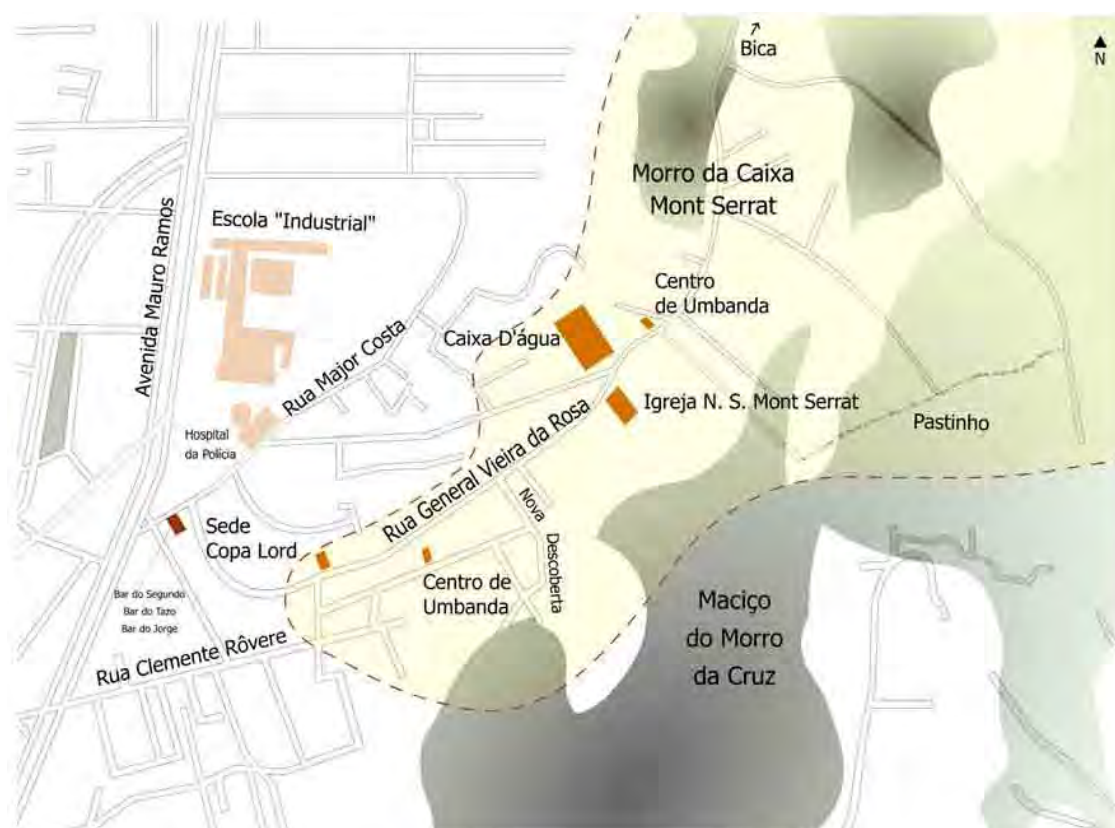 Bica
N
Morro da Caixa
Mont Serrat
Avenida Mauro Ramos
Escola "Industrial"
Centro
de Umbanda
Caixa D'água
Rua Major Costa
Igreja N. S. Mont Serrat
Pastinho
Hospital
da Polícia
Rua General Vieira da Rosa
Sede
Copa Lord
Nova
Descoberta
Centro de
Umbanda
Bar do Segundo
Bar do Tazo
Bar do Jorge
Rua Clemente Rôvere
Maciço
do Morro
da Cruz